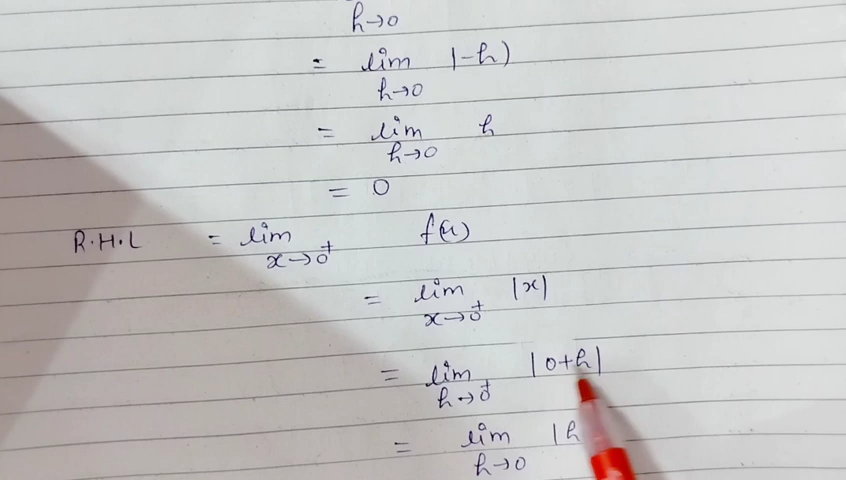 h→0
= lim |-h)
h→0
= lim h
h→0
= 0
R.H.L = lim f(x)
x→0⁺
= lim |x|
x→0⁺
= lim |0+h|
h→0⁺
= lim |h
h→0